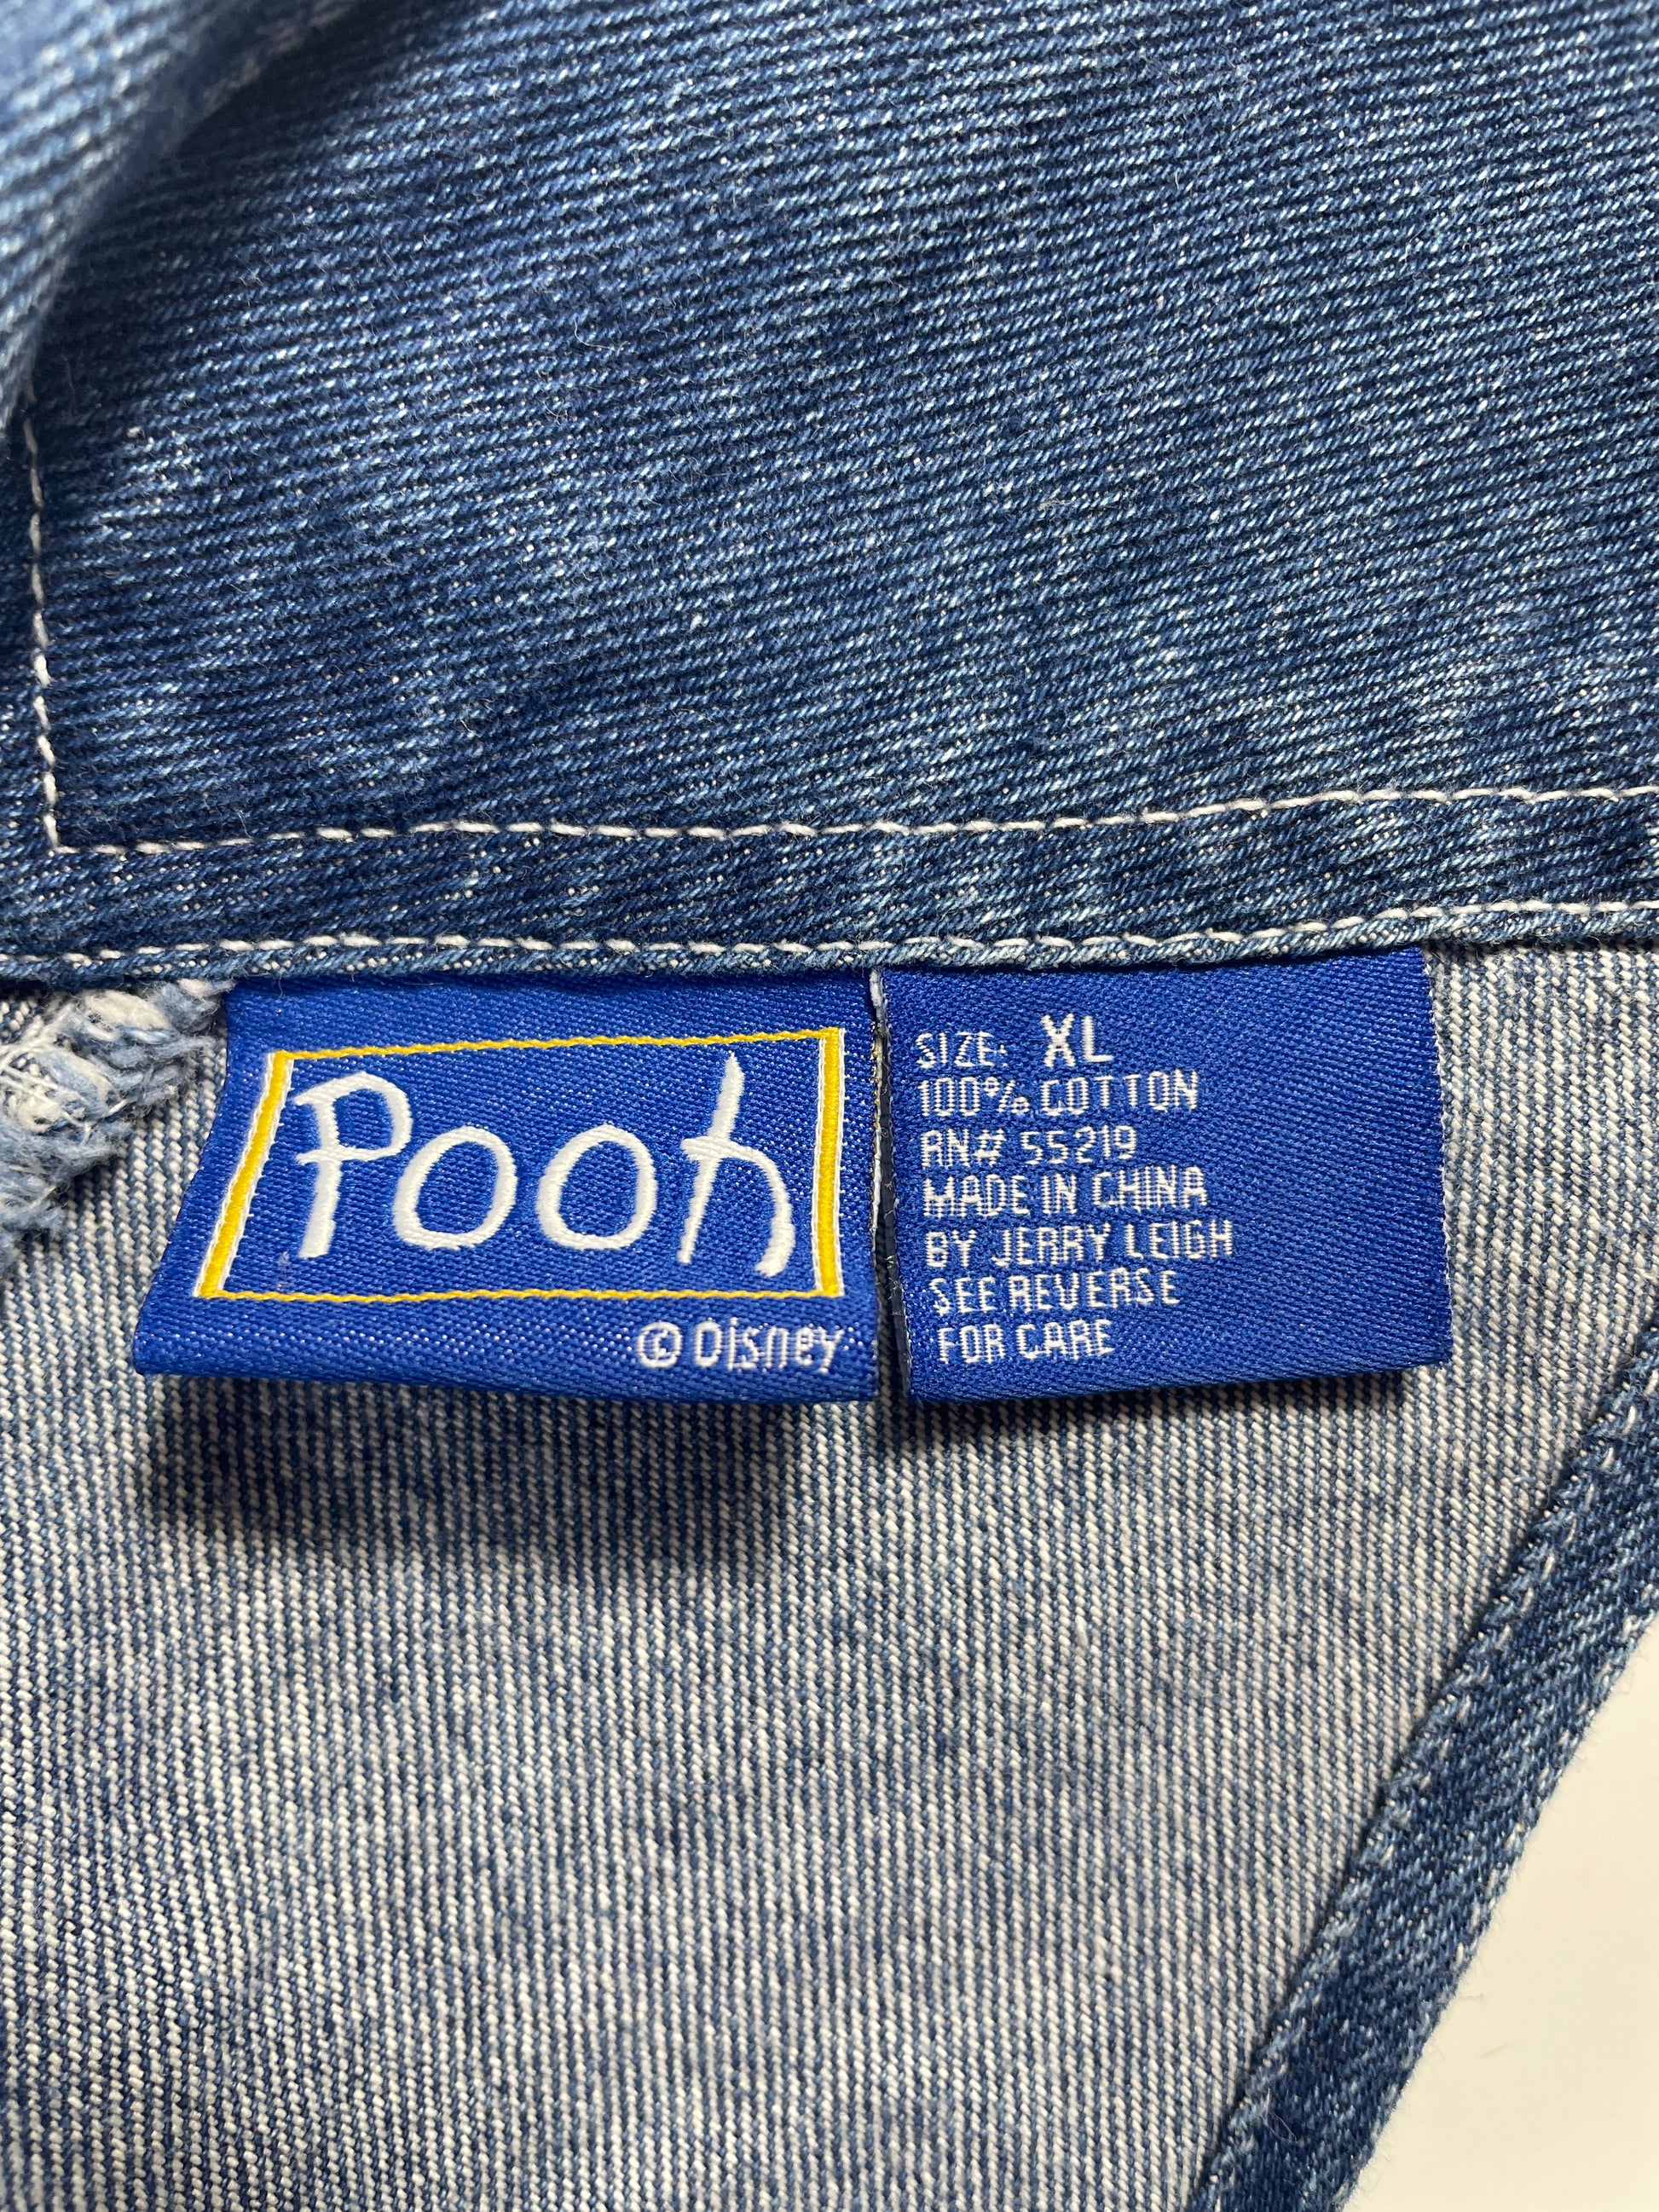 Pooh
©Disney
SIZE: XL
100% COTTON
RN# 55219
MADE IN CHINA
BY JERRY LEIGH
SEE REVERSE
FOR CARE